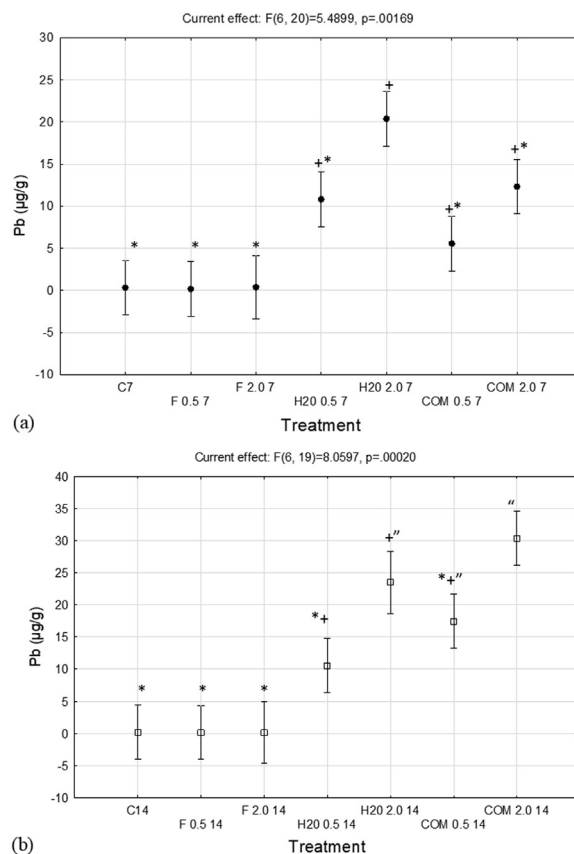 Current effect: F(6, 20)=5.4899, p=.00169
Pb (µg/g)
30
25
20
15
10
5
0
-5
-10
*
*
*
+*
+
+*
+*
C7
F 0.5 7
F 2.0 7
H20 0.5 7
H20 2.0 7
COM 0.5 7
COM 2.0 7
Treatment
(a)
Current effect: F(6, 19)=8.0597, p=.00020
Pb (µg/g)
40
35
30
25
20
15
10
5
0
-5
-10
*
*
*
*+
+”
*+”
“
C14
F 0.5 14
F 2.0 14
H20 0.5 14
H20 2.0 14
COM 0.5 14
COM 2.0 14
Treatment
(b)